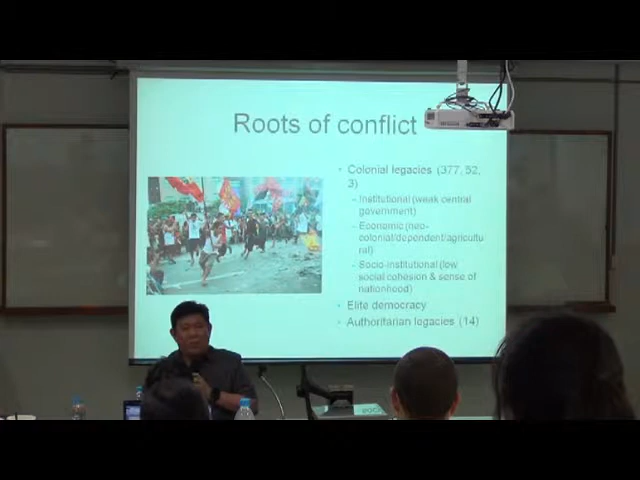 Roots of conflict
• Colonial legacies (377, 52,
3)
– Institutional (weak central
government)
– Economic (neo-
colonial/dependent/agricultu
ral)
– Socio-institutional (low
social cohesion & sense of
nationhood)
• Elite democracy
• Authoritarian legacies (14)